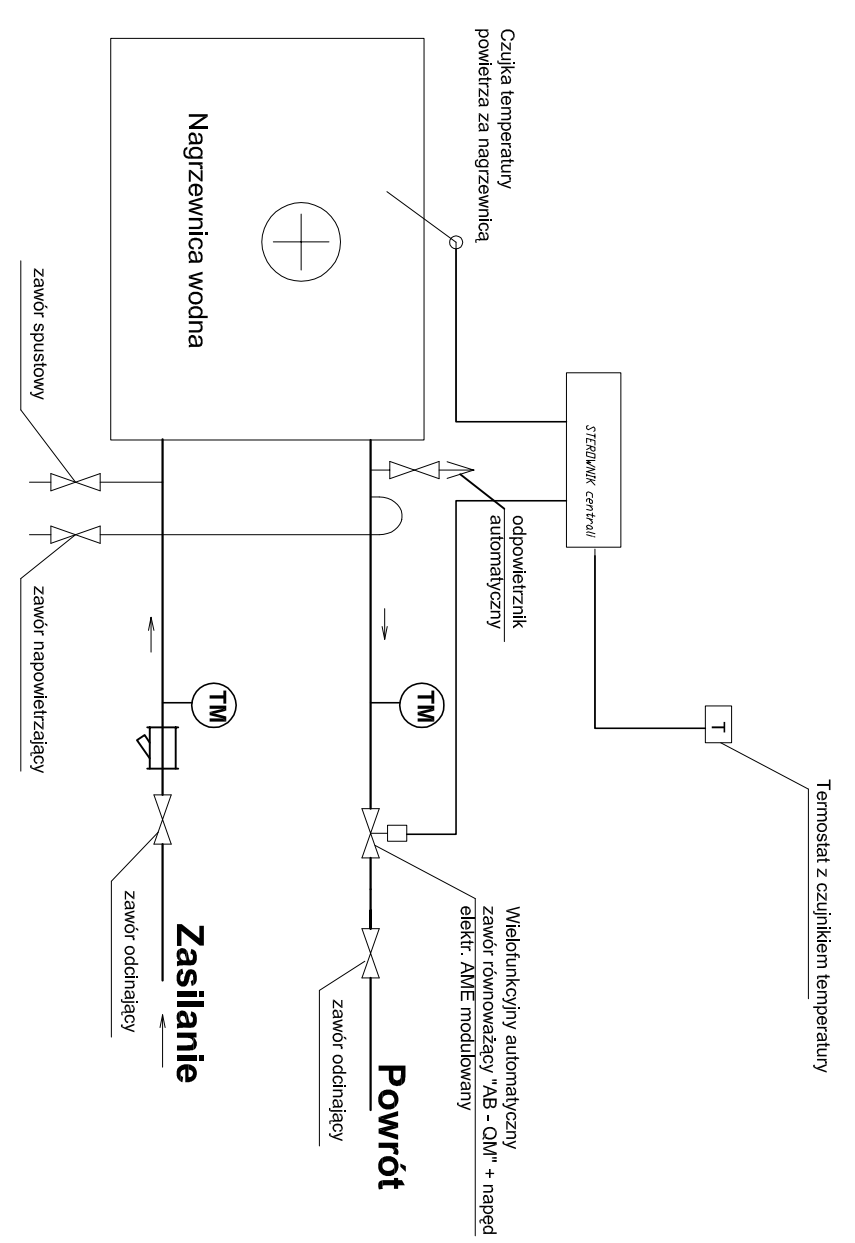 Termostat z czujnikiem temperatury
T
STEROWNIK centrali
Czujka temperatury
powietrza za nagrzewnicą
odpowietrznik
automatyczny
Wielofunkcyjny automatyczny
zawór równoważący "AB - QM" + napęd
elektr. AME modulowany
TM
Powrót
zawór odcinający
Nagrzewnica wodna
TM
Zasilanie
zawór odcinający
zawór spustowy
zawór napowietrzający